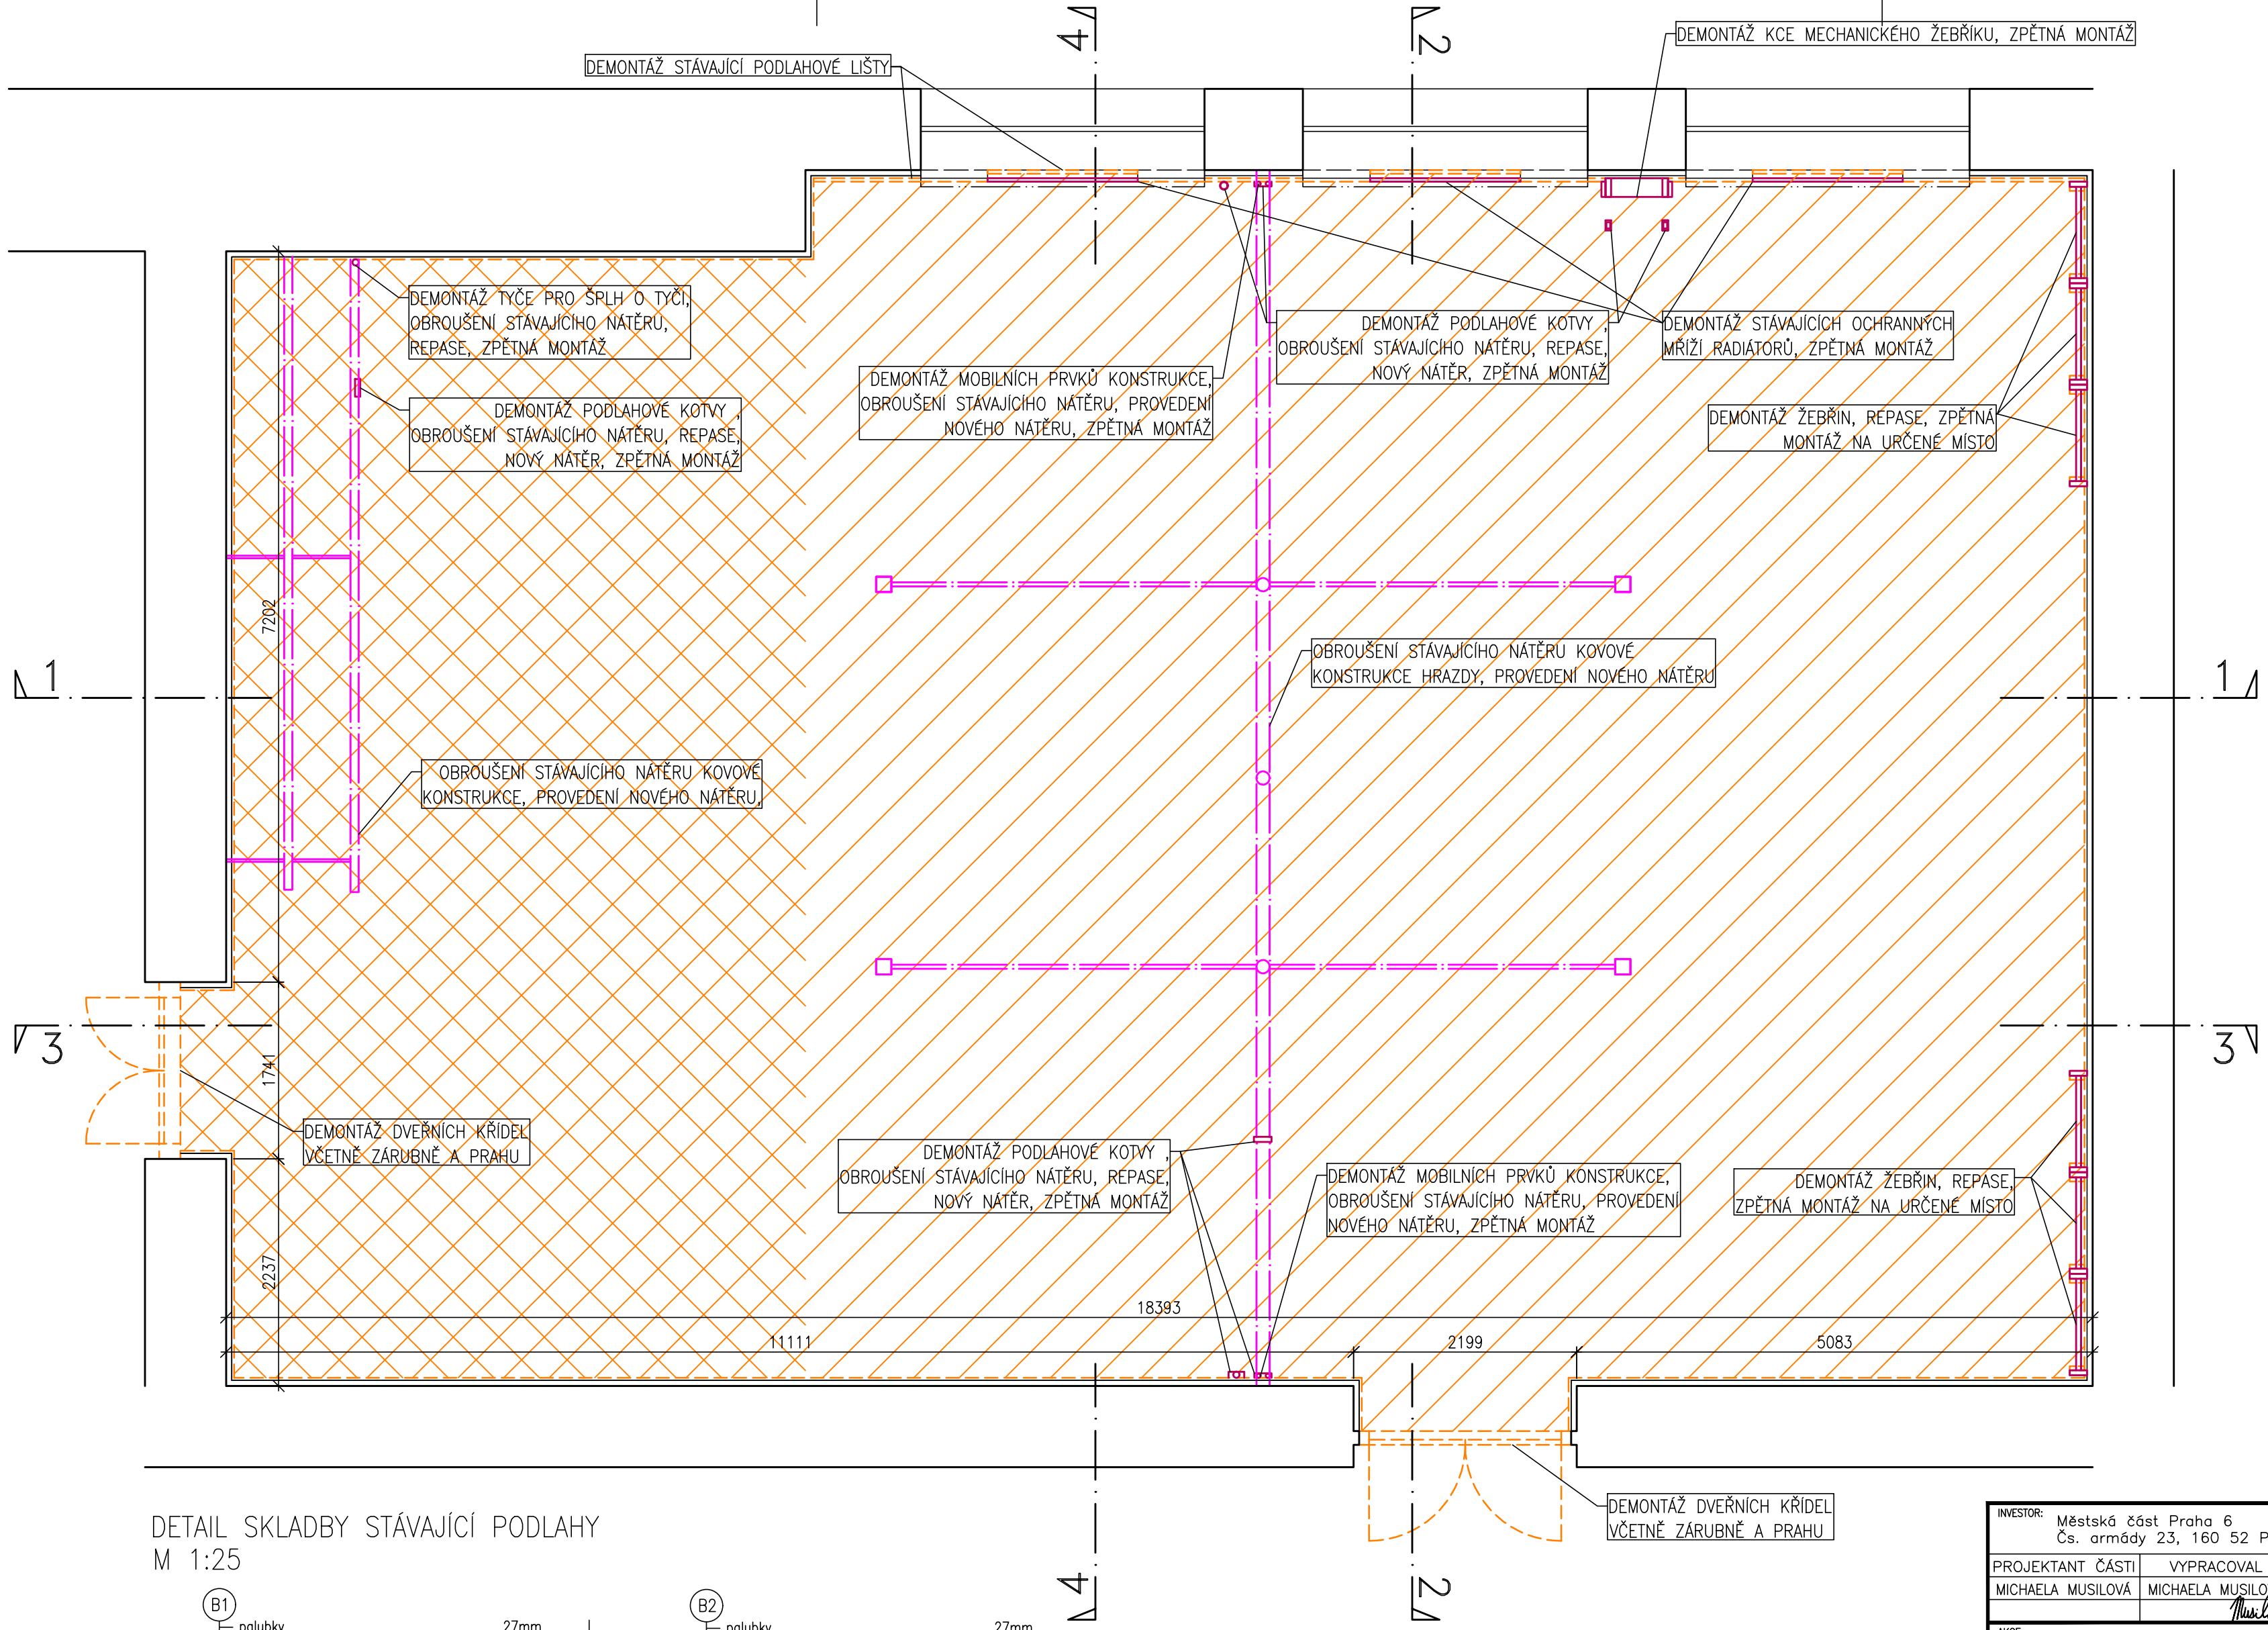 4
2
DEMONTÁŽ KCE MECHANICKÉHO ŽEBŘÍKU, ZPĚTNÁ MONTÁŽ
DEMONTÁŽ STÁVAJÍCÍ PODLAHOVÉ LIŠTY
DEMONTÁŽ TYČE PRO ŠPLH O TYČI,
OBROUŠENÍ STÁVAJÍCÍHO NÁTĚRU,
REPASE, ZPĚTNÁ MONTÁŽ
DEMONTÁŽ PODLAHOVÉ KOTVY ,
OBROUŠENÍ STÁVAJÍCÍHO NÁTĚRU, REPASE,
NOVÝ NÁTĚR, ZPĚTNÁ MONTÁŽ
DEMONTÁŽ STÁVAJÍCÍCH OCHRANNÝCH
MŘÍŽÍ RADIÁTORŮ, ZPĚTNÁ MONTÁŽ
DEMONTÁŽ MOBILNÍCH PRVKŮ KONSTRUKCE,
OBROUŠENÍ STÁVAJÍCÍHO NÁTĚRU, PROVEDENÍ
NOVÉHO NÁTĚRU, ZPĚTNÁ MONTÁŽ
DEMONTÁŽ PODLAHOVÉ KOTVY ,
OBROUŠENÍ STÁVAJÍCÍHO NÁTĚRU, REPASE,
NOVÝ NÁTĚR, ZPĚTNÁ MONTÁŽ
DEMONTÁŽ ŽEBŘIN, REPASE, ZPĚTNÁ
MONTÁŽ NA URČENÉ MÍSTO
7202
OBROUŠENÍ STÁVAJÍCÍHO NÁTĚRU KOVOVÉ
KONSTRUKCE HRAZDY, PROVEDENÍ NOVÉHO NÁTĚRU
1
1
OBROUŠENÍ STÁVAJÍCÍHO NÁTĚRU KOVOVÉ
KONSTRUKCE, PROVEDENÍ NOVÉHO NÁTĚRU,
3
3
1741
DEMONTÁŽ DVEŘNÍCH KŘÍDEL
VČETNĚ ZÁRUBNĚ A PRAHU
DEMONTÁŽ PODLAHOVÉ KOTVY ,
OBROUŠENÍ STÁVAJÍCÍHO NÁTĚRU, REPASE,
NOVÝ NÁTĚR, ZPĚTNÁ MONTÁŽ
DEMONTÁŽ MOBILNÍCH PRVKŮ KONSTRUKCE,
OBROUŠENÍ STÁVAJÍCÍHO NÁTĚRU, PROVEDENÍ
NOVÉHO NÁTĚRU, ZPĚTNÁ MONTÁŽ
DEMONTÁŽ ŽEBŘIN, REPASE,
ZPĚTNÁ MONTÁŽ NA URČENÉ MÍSTO
2237
18393
11111
2199
5083
DEMONTÁŽ DVEŘNÍCH KŘÍDEL
VČETNĚ ZÁRUBNĚ A PRAHU
DETAIL SKLADBY STÁVAJÍCÍ PODLAHY
M 1:25
4
2
B1
palubky 27mm
B2
palubky 27mm
INVESTOR:
Městská část Praha 6
Čs. armády 23, 160 52 P
PROJEKTANT ČÁSTI VYPRACOVAL
MICHAELA MUSILOVÁ MICHAELA MUSILO